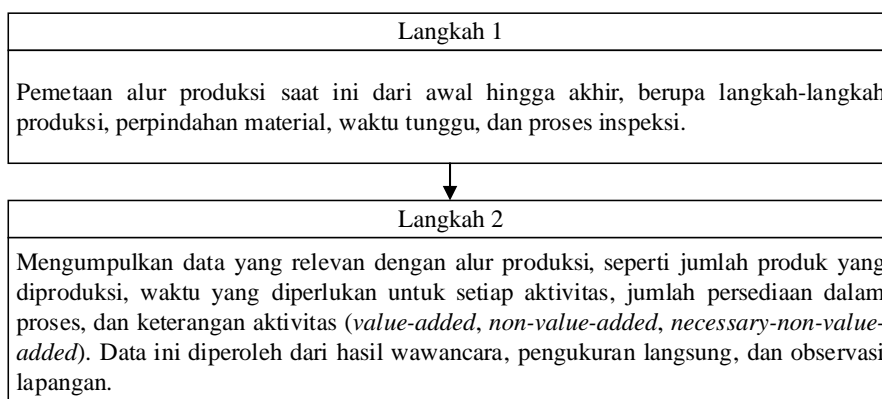 Langkah 1
Pemetaan alur produksi saat ini dari awal hingga akhir, berupa langkah-langkah
produksi, perpindahan material, waktu tunggu, dan proses inspeksi.
Langkah 2
Mengumpulkan data yang relevan dengan alur produksi, seperti jumlah produk yang
diproduksi, waktu yang diperlukan untuk setiap aktivitas, jumlah persediaan dalam
proses, dan keterangan aktivitas (value-added, non-value-added, necessary-non-value-
added). Data ini diperoleh dari hasil wawancara, pengukuran langsung, dan observasi
lapangan.